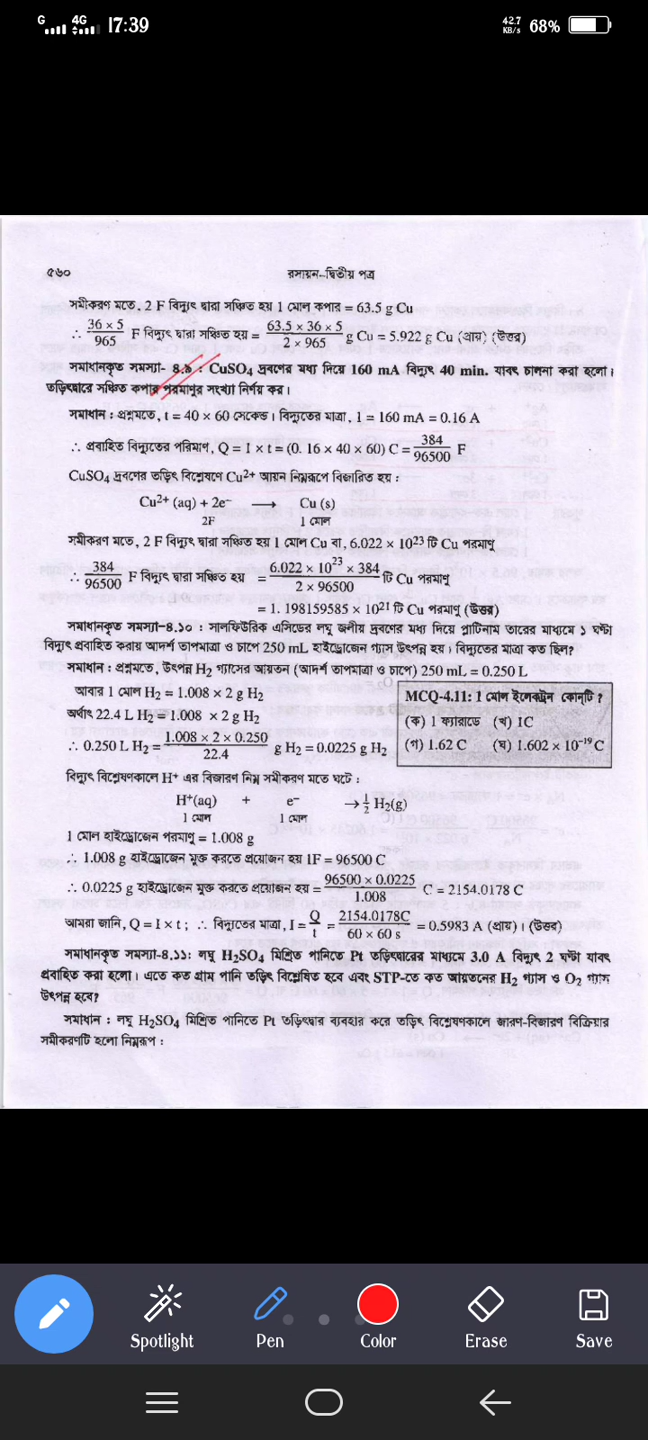 G 4G 17:39 42.7 KB/s 68%
৫৬০ রসায়ন–দ্বিতীয় পত্র
সমীকরণ মতে, 2 F বিদ্যুৎ দ্বারা সঞ্চিত হয় 1 মোল কপার = 63.5 g Cu
∴ 36 × 5 / 965 F বিদ্যুৎ দ্বারা সঞ্চিত হয় = 63.5 × 36 × 5 / 2 × 965 g Cu = 5.922 g Cu (প্রায়) (উত্তর)
সমাধানকৃত সমস্যা- ৪.৯ : CuSO₄ দ্রবণের মধ্য দিয়ে 160 mA বিদ্যুৎ 40 min. যাবৎ চালনা করা হলো।
তড়িৎদ্বারে সঞ্চিত কপার পরমাণুর সংখ্যা নির্ণয় কর।
সমাধান : প্রশ্নমতে, t = 40 × 60 সেকেন্ড। বিদ্যুতের মাত্রা, 1 = 160 mA = 0.16 A
∴ প্রবাহিত বিদ্যুতের পরিমাণ, Q = I × t = (0. 16 × 40 × 60) C = 384 / 96500 F
CuSO₄ দ্রবণের তড়িৎ বিশ্লেষণে Cu²⁺ আয়ন নিম্নরূপে বিজারিত হয় :
Cu²⁺ (aq) + 2e⁻ ⟶ Cu (s)
2F 1 মোল
সমীকরণ মতে, 2 F বিদ্যুৎ দ্বারা সঞ্চিত হয় 1 মোল Cu বা, 6.022 × 10²³ টি Cu পরমাণু
∴ 384 / 96500 F বিদ্যুৎ দ্বারা সঞ্চিত হয় = 6.022 × 10²³ × 384 / 2 × 96500 টি Cu পরমাণু
= 1. 198159585 × 10²¹ টি Cu পরমাণু (উত্তর)
সমাধানকৃত সমস্যা–৪.১০ : সালফিউরিক এসিডের লঘু জলীয় দ্রবণের মধ্য দিয়ে প্লাটিনাম তারের মাধ্যমে ১ ঘণ্টা
বিদ্যুৎ প্রবাহিত করায় আদর্শ তাপমাত্রা ও চাপে 250 mL হাইড্রোজেন গ্যাস উৎপন্ন হয়। বিদ্যুতের মাত্রা কত ছিল?
সমাধান : প্রশ্নমতে, উৎপন্ন H₂ গ্যাসের আয়তন (আদর্শ তাপমাত্রা ও চাপে) 250 mL = 0.250 L
আবার 1 মোল H₂ = 1.008 × 2 g H₂
অর্থাৎ 22.4 L H₂ = 1.008 × 2 g H₂
∴ 0.250 L H₂ = 1.008 × 2 × 0.250 / 22.4 g H₂ = 0.0225 g H₂
MCQ-4.11: 1 মোল ইলেকট্রন কোন্‌টি ?
(ক) 1 ফ্যারাডে (খ) 1C
(গ) 1.62 C (ঘ) 1.602 × 10⁻¹⁹ C
বিদ্যুৎ বিশ্লেষণকালে H⁺ এর বিজারণ নিম্ন সমীকরণ মতে ঘটে :
H⁺(aq) + e⁻ → ½ H₂(g)
1 মোল 1 মোল
1 মোল হাইড্রোজেন পরমাণু = 1.008 g
∴ 1.008 g হাইড্রোজেন মুক্ত করতে প্রয়োজন হয় 1F = 96500 C
∴ 0.0225 g হাইড্রোজেন মুক্ত করতে প্রয়োজন হয় = 96500 × 0.0225 / 1.008 C = 2154.0178 C
আমরা জানি, Q = I × t ; ∴ বিদ্যুতের মাত্রা, I = Q / t = 2154.0178C / 60 × 60 s = 0.5983 A (প্রায়)। (উত্তর)
সমাধানকৃত সমস্যা-৪.১১: লঘু H₂SO₄ মিশ্রিত পানিতে Pt তড়িৎদ্বারের মাধ্যমে 3.0 A বিদ্যুৎ 2 ঘণ্টা যাবৎ
প্রবাহিত করা হলো। এতে কত গ্রাম পানি তড়িৎ বিশ্লেষিত হবে এবং STP-তে কত আয়তনের H₂ গ্যাস ও O₂ গ্যাস
উৎপন্ন হবে?
সমাধান : লঘু H₂SO₄ মিশ্রিত পানিতে Pt তড়িৎদ্বার ব্যবহার করে তড়িৎ বিশ্লেষণকালে জারণ-বিজারণ বিক্রিয়ার
সমীকরণটি হলো নিম্নরূপ :
Spotlight Pen Color Erase Save